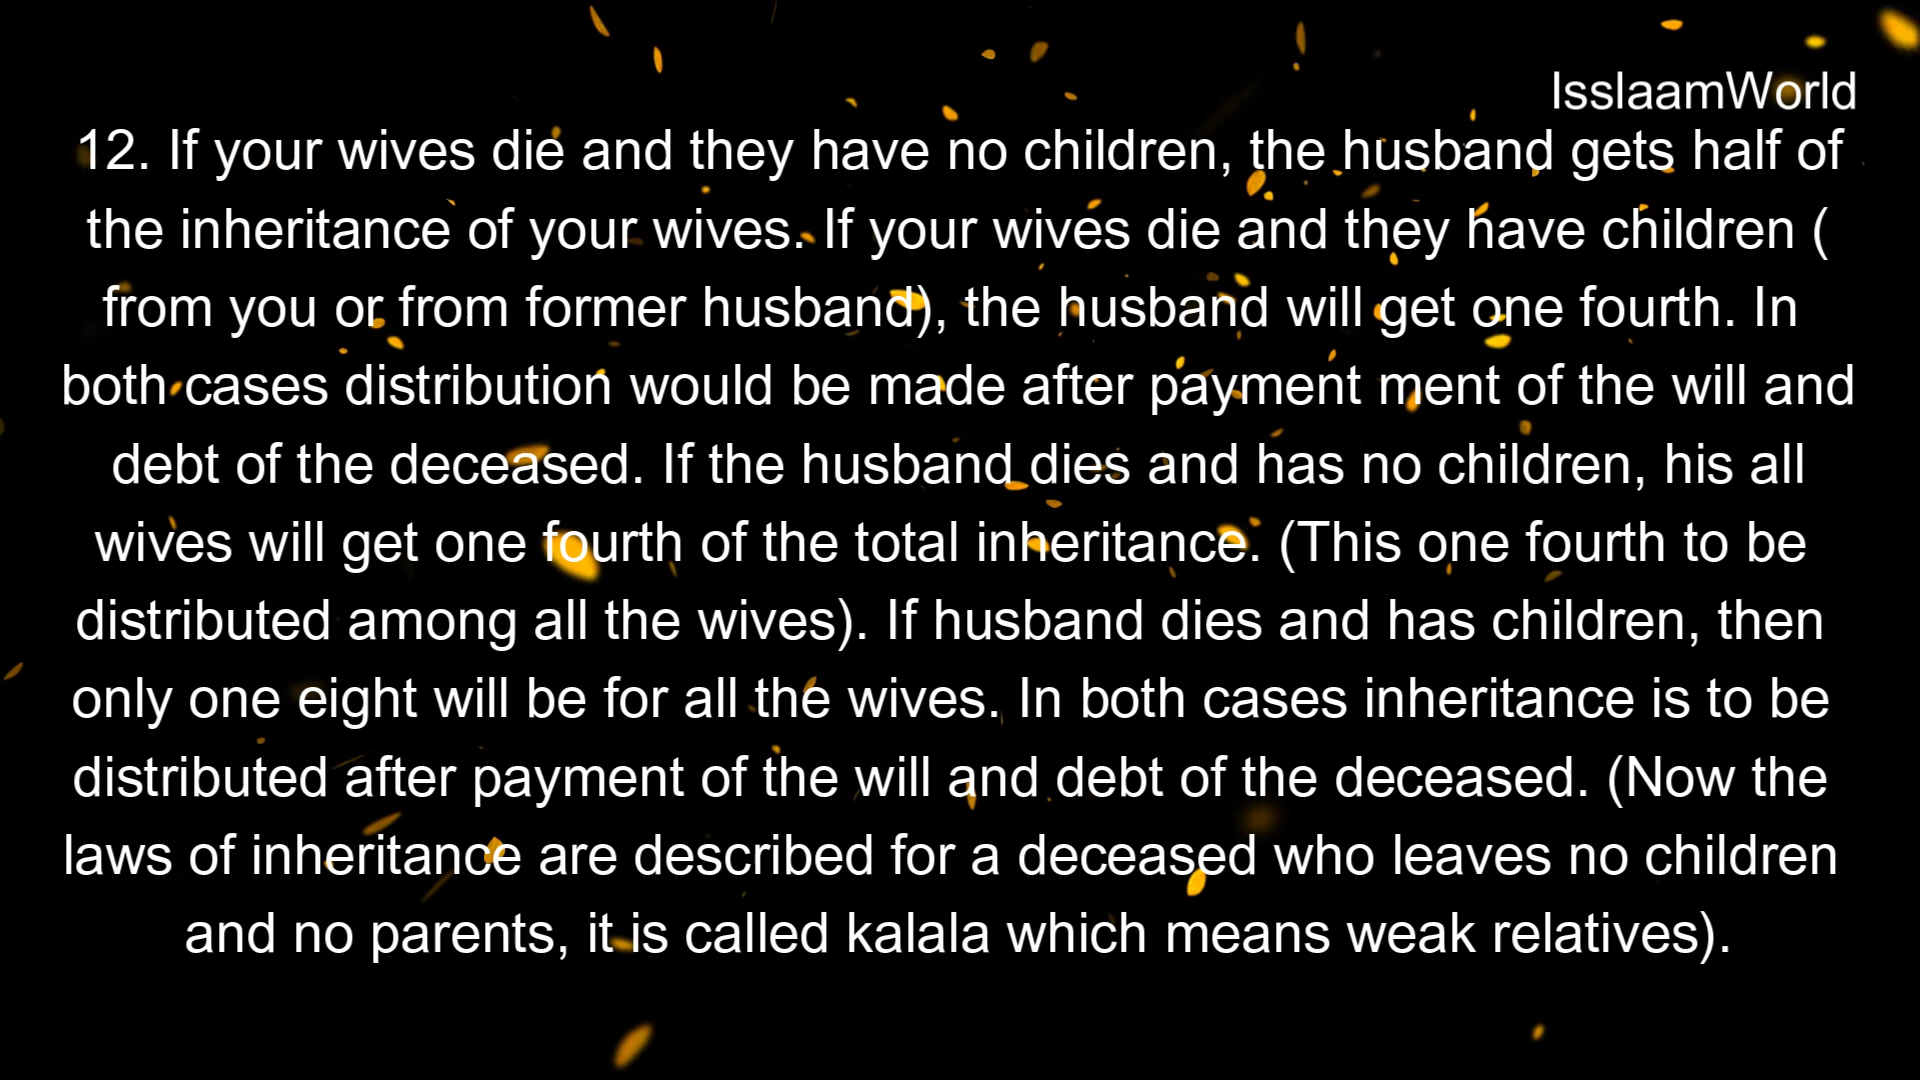 IsslaamWorld
12. If your wives die and they have no children, the husband gets half of
the inheritance of your wives. If your wives die and they have children (
from you or from former husband), the husband will get one fourth. In
both cases distribution would be made after payment ment of the will and
debt of the deceased. If the husband dies and has no children, his all
wives will get one fourth of the total inheritance. (This one fourth to be
distributed among all the wives). If husband dies and has children, then
only one eight will be for all the wives. In both cases inheritance is to be
distributed after payment of the will and debt of the deceased. (Now the
laws of inheritance are described for a deceased who leaves no children
and no parents, it is called kalala which means weak relatives).